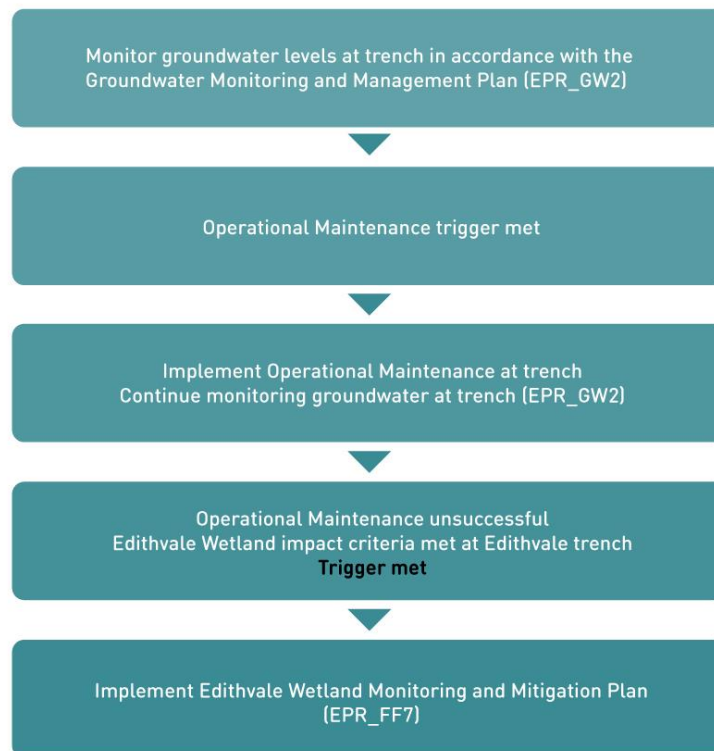 Monitor groundwater levels at trench in accordance with the
Groundwater Monitoring and Management Plan (EPR_GW2)
Operational Maintenance trigger met
Implement Operational Maintenance at trench
Continue monitoring groundwater at trench (EPR_GW2)
Operational Maintenance unsuccessful
Edithvale Wetland impact criteria met at Edithvale trench
Trigger met
Implement Edithvale Wetland Monitoring and Mitigation Plan
(EPR_FF7)